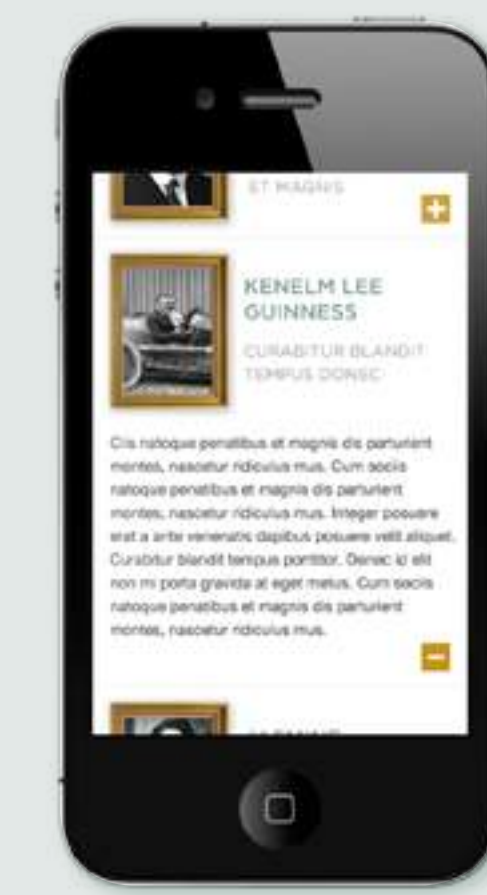 ET MAGNIS
KENELM LEE
GUINNESS
CURABITUR BLANDIT
TEMPUS DONEC
Ciis natoque penatibus et magnis dis parturient
montes, nascetur ridiculus mus. Cum sociis
natoque penatibus et magnis dis parturient
montes, nascetur ridiculus mus. Integer posuere
erat a ante venenatis dapibus posuere velit aliquet.
Curabitur blandit tempus porttitor. Donec id elit
non mi porta gravida at eget metus. Cum sociis
natoque penatibus et magnis dis parturient
montes, nascetur ridiculus mus.